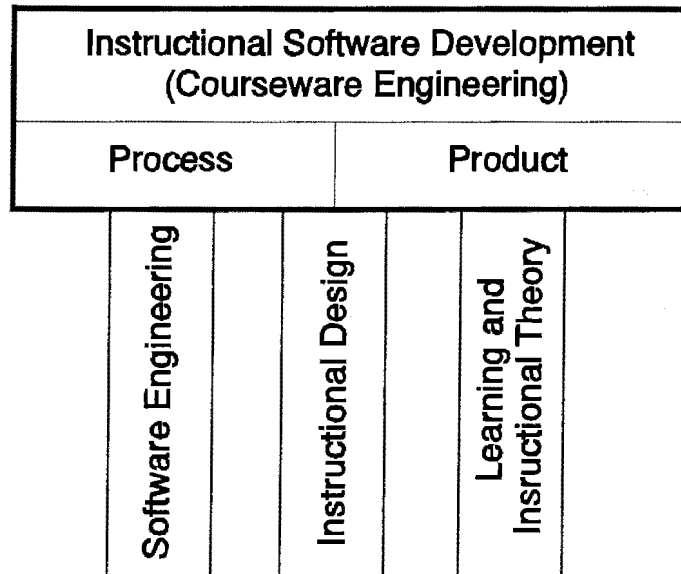 Instructional Software Development
(Courseware Engineering)
Process
Product
Software Engineering
Instructional Design
Learning and
Insructional Theory